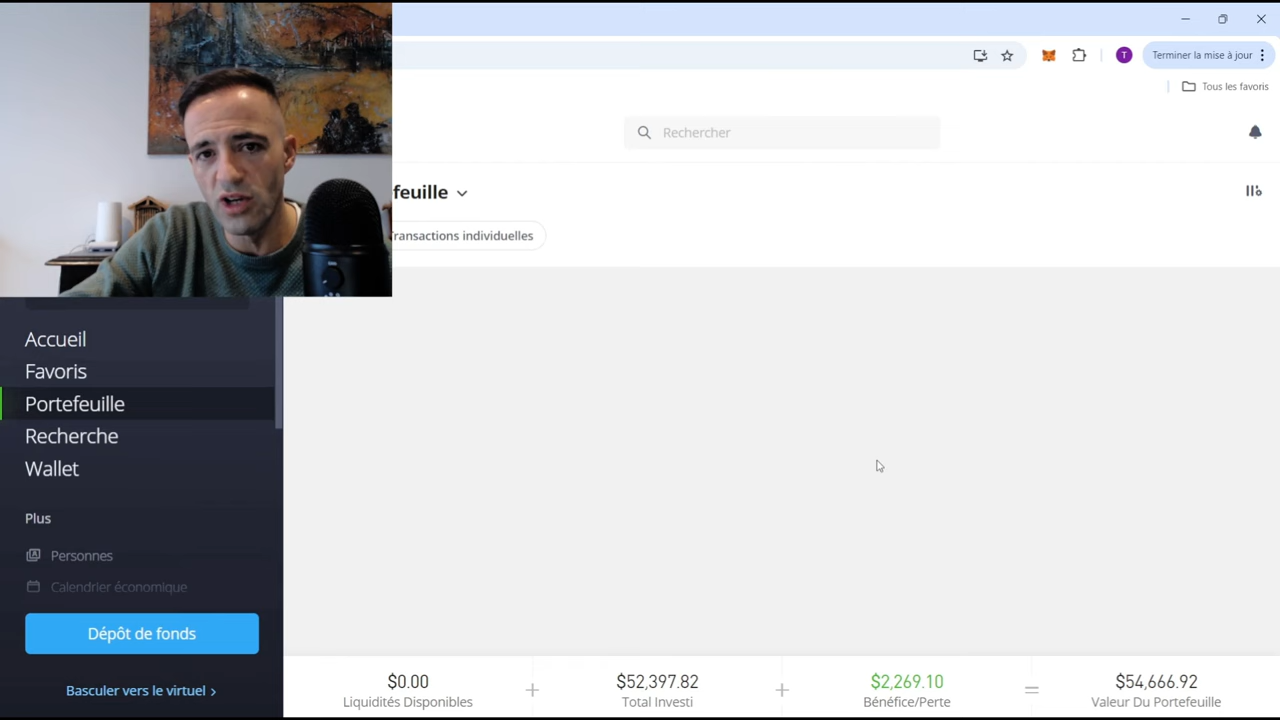 Terminer la mise à jour
Tous les favoris
Rechercher
feuille
Transactions individuelles
Accueil
Favoris
Portefeuille
Recherche
Wallet
Plus
Personnes
Calendrier économique
Dépôt de fonds
Basculer vers le virtuel >
$0.00 + $52,397.82 + $2,269.10 = $54,666.92
Liquidités Disponibles Total Investi Bénéfice/Perte Valeur Du Portefeuille
T